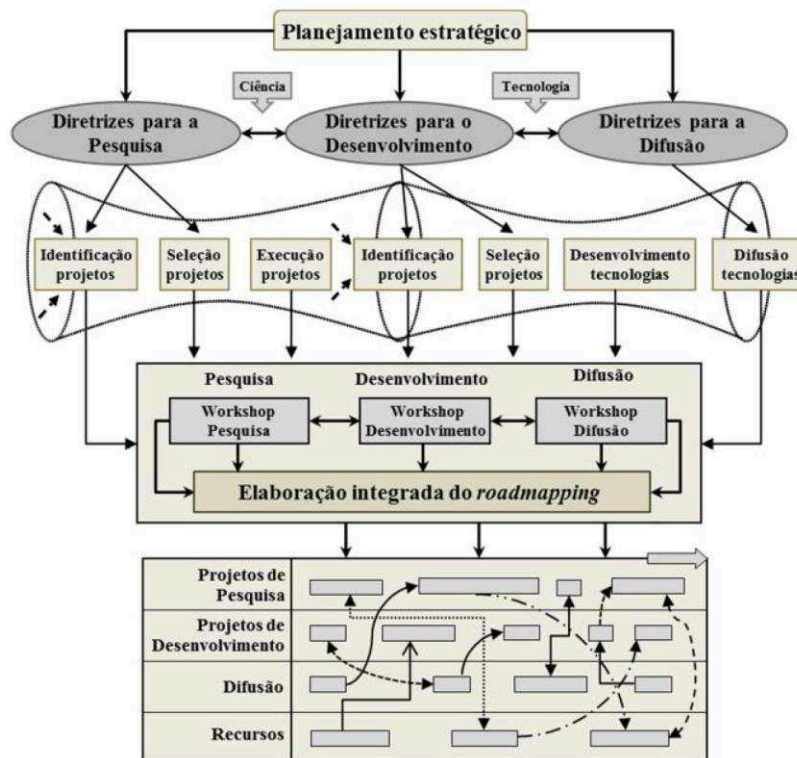 Planejamento estratégico
Ciência
Tecnologia
Diretrizes para a
Pesquisa
Diretrizes para o
Desenvolvimento
Diretrizes para a
Difusão
Identificação
projetos
Seleção
projetos
Execução
projetos
Identificação
projetos
Seleção
projetos
Desenvolvimento
tecnologias
Difusão
tecnologias
Pesquisa
Desenvolvimento
Difusão
Workshop
Pesquisa
Workshop
Desenvolvimento
Workshop
Difusão
Elaboração integrada do roadmapping
Projetos de
Pesquisa
Projetos de
Desenvolvimento
Difusão
Recursos